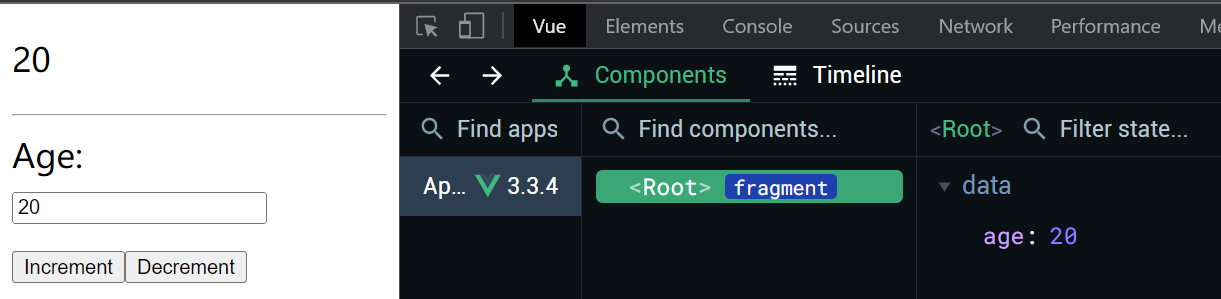 20
Age:
20
Increment Decrement
Vue Elements Console Sources Network Performance Me
Components Timeline
Find apps Find components... <Root> Filter state...
Ap... 3.3.4 <Root> fragment data
age: 20